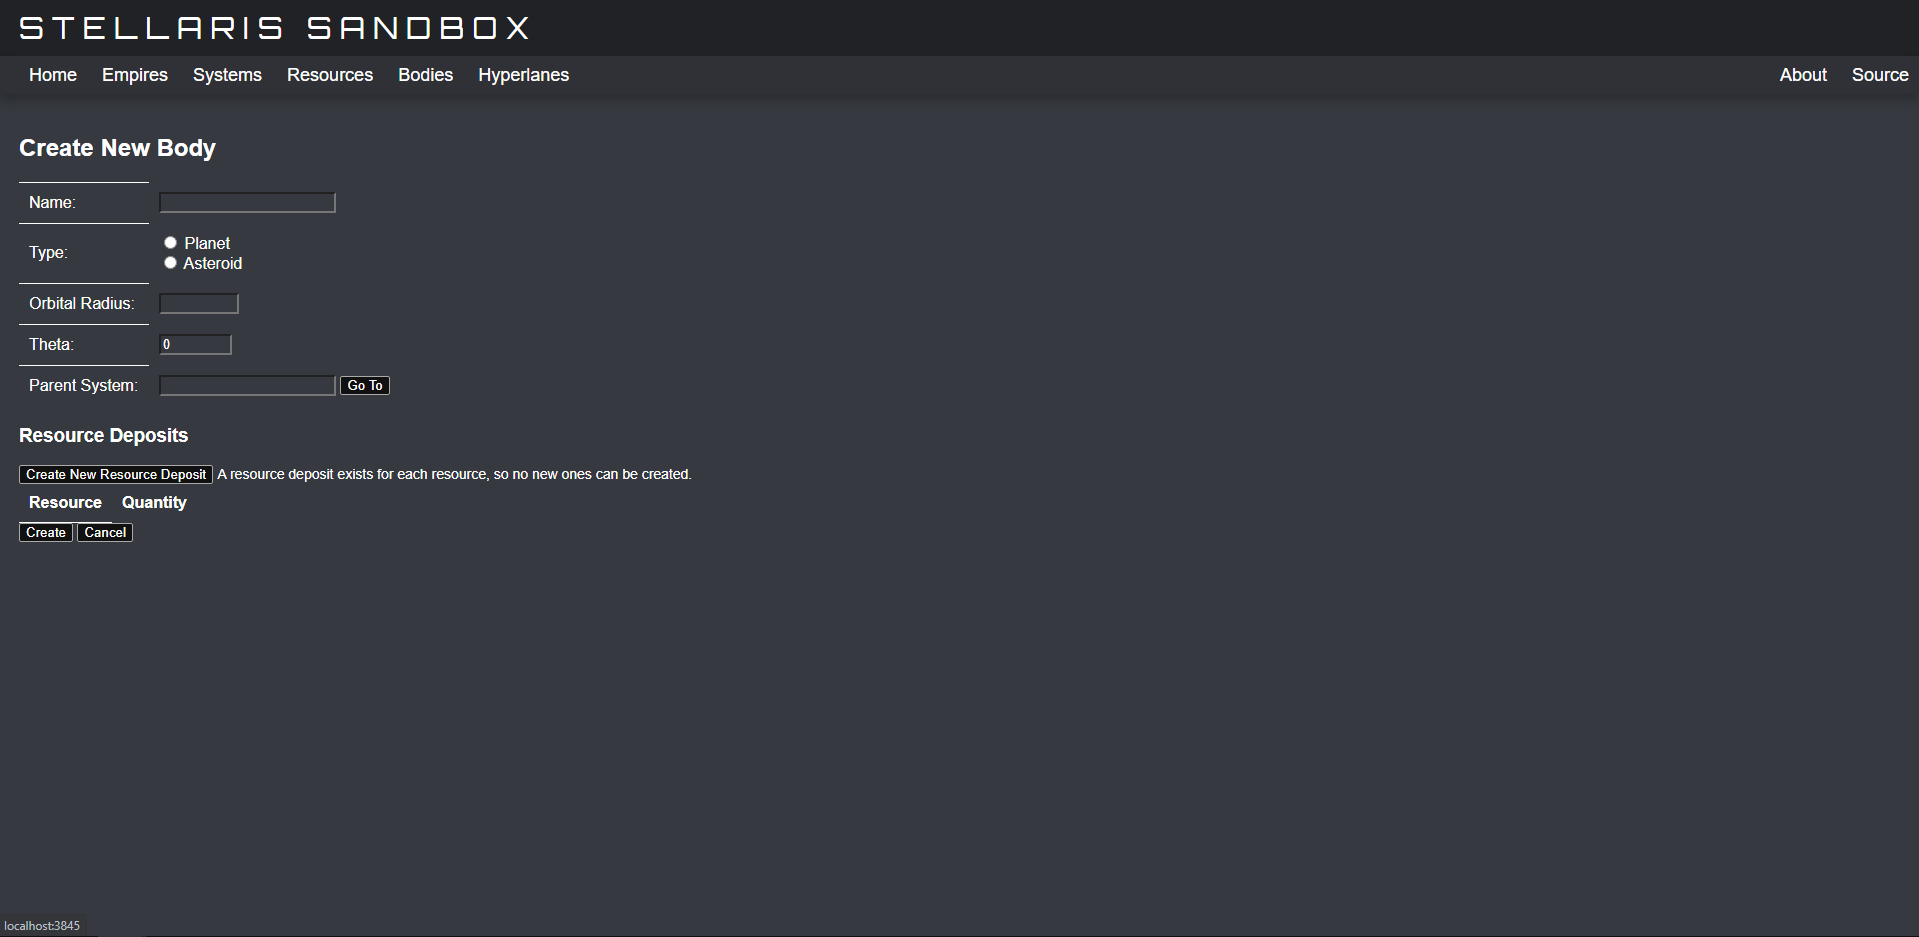 STELLARIS SANDBOX
Home Empires Systems Resources Bodies Hyperlanes About Source
Create New Body
Name:
Type: Planet
Asteroid
Orbital Radius:
Theta: 0
Parent System: Go To
Resource Deposits
Create New Resource Deposit A resource deposit exists for each resource, so no new ones can be created.
Resource Quantity
Create Cancel
localhost:3845